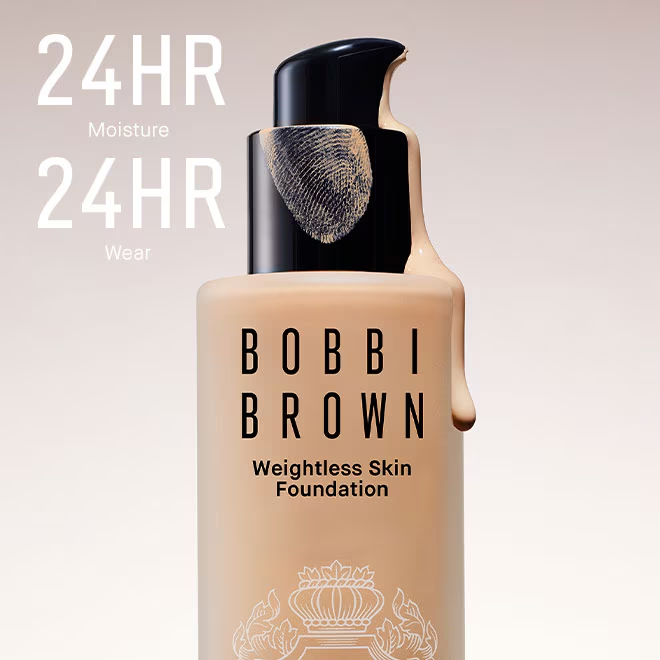 24HR
Moisture
24HR
Wear
BOBBI
BROWN
Weightless Skin
Foundation